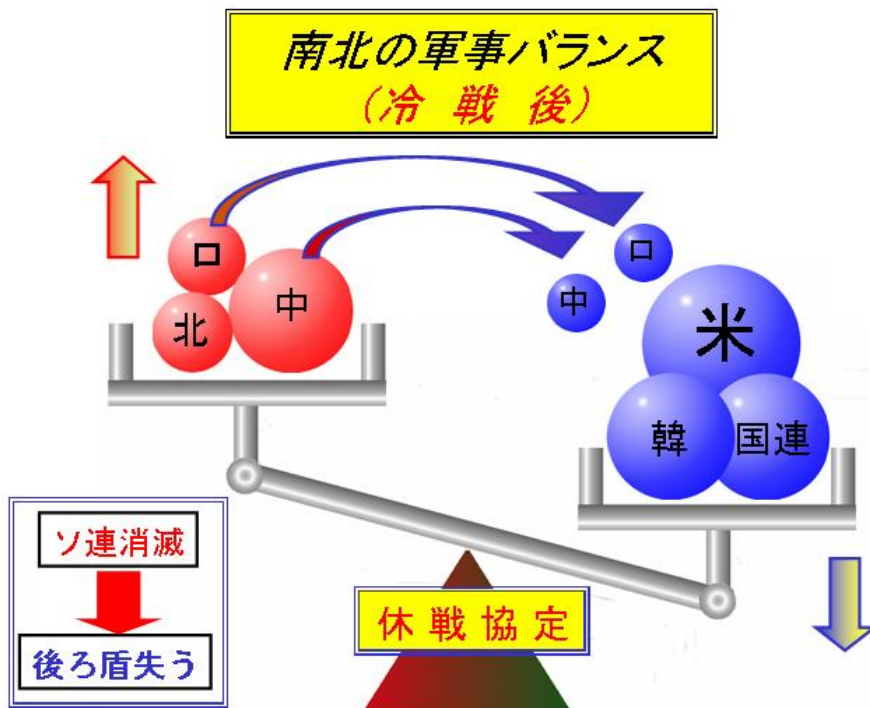 南北の軍事バランス
(冷 戦 後)
ロ
北
中
中
ロ
米
韓
国連
ソ連消滅
後ろ盾失う
休 戦 協 定